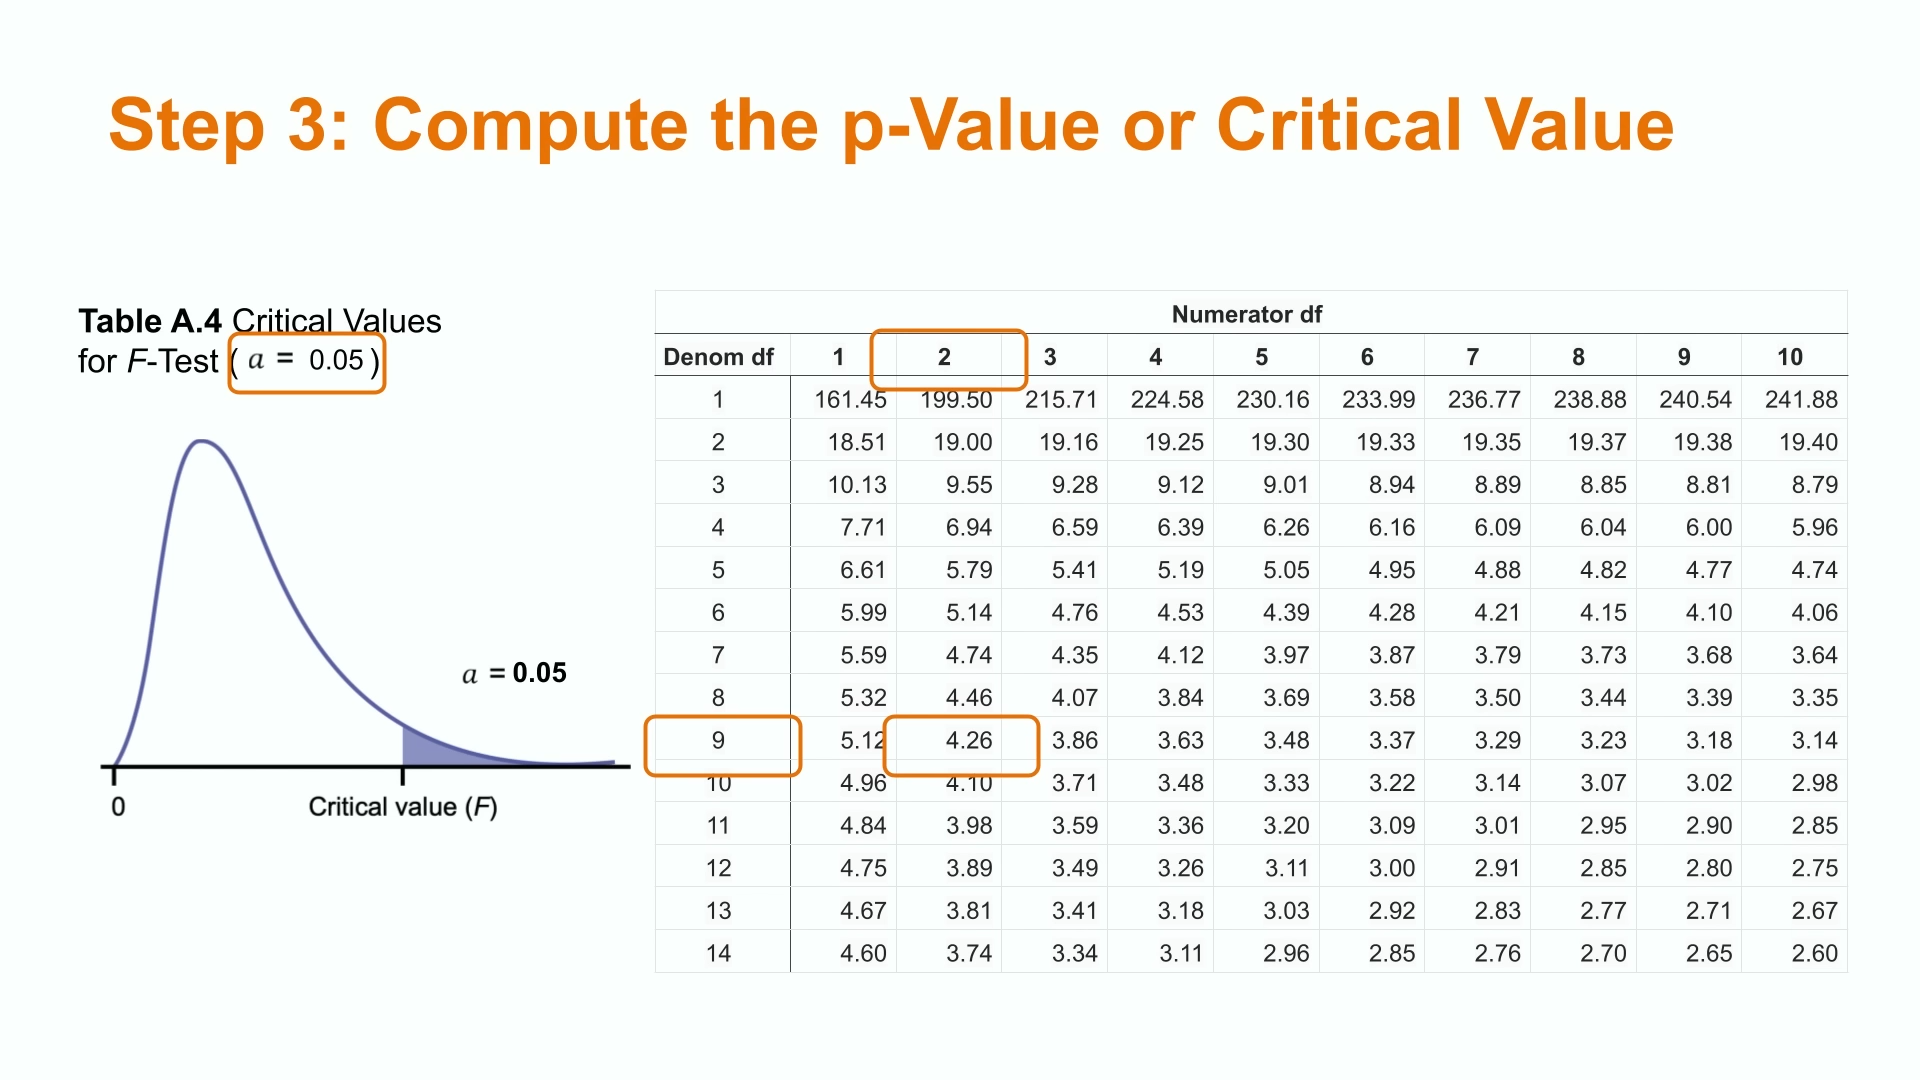 Step 3: Compute the p-Value or Critical Value
Table A.4 Critical Values
for F-Test ( a = 0.05 )
a = 0.05
0 Critical value (F)
Numerator df
Denom df 1 2 3 4 5 6 7 8 9 10
1 161.45 199.50 215.71 224.58 230.16 233.99 236.77 238.88 240.54 241.88
2 18.51 19.00 19.16 19.25 19.30 19.33 19.35 19.37 19.38 19.40
3 10.13 9.55 9.28 9.12 9.01 8.94 8.89 8.85 8.81 8.79
4 7.71 6.94 6.59 6.39 6.26 6.16 6.09 6.04 6.00 5.96
5 6.61 5.79 5.41 5.19 5.05 4.95 4.88 4.82 4.77 4.74
6 5.99 5.14 4.76 4.53 4.39 4.28 4.21 4.15 4.10 4.06
7 5.59 4.74 4.35 4.12 3.97 3.87 3.79 3.73 3.68 3.64
8 5.32 4.46 4.07 3.84 3.69 3.58 3.50 3.44 3.39 3.35
9 5.12 4.26 3.86 3.63 3.48 3.37 3.29 3.23 3.18 3.14
10 4.96 4.10 3.71 3.48 3.33 3.22 3.14 3.07 3.02 2.98
11 4.84 3.98 3.59 3.36 3.20 3.09 3.01 2.95 2.90 2.85
12 4.75 3.89 3.49 3.26 3.11 3.00 2.91 2.85 2.80 2.75
13 4.67 3.81 3.41 3.18 3.03 2.92 2.83 2.77 2.71 2.67
14 4.60 3.74 3.34 3.11 2.96 2.85 2.76 2.70 2.65 2.60